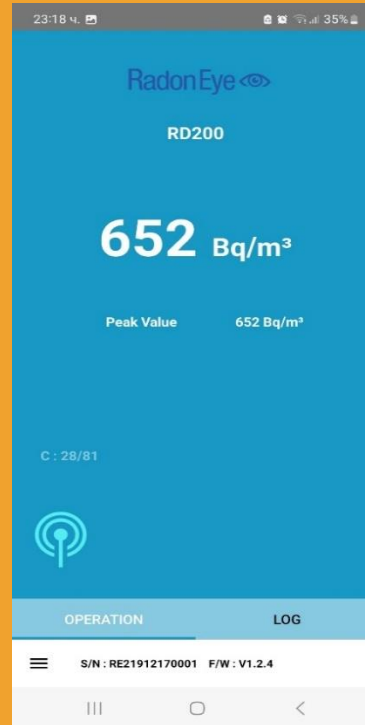 23:18 ч. 35%
RadonEye
RD200
652 Bq/m³
Peak Value 652 Bq/m³
C : 28/81
OPERATION LOG
S/N : RE21912170001 F/W : V1.2.4